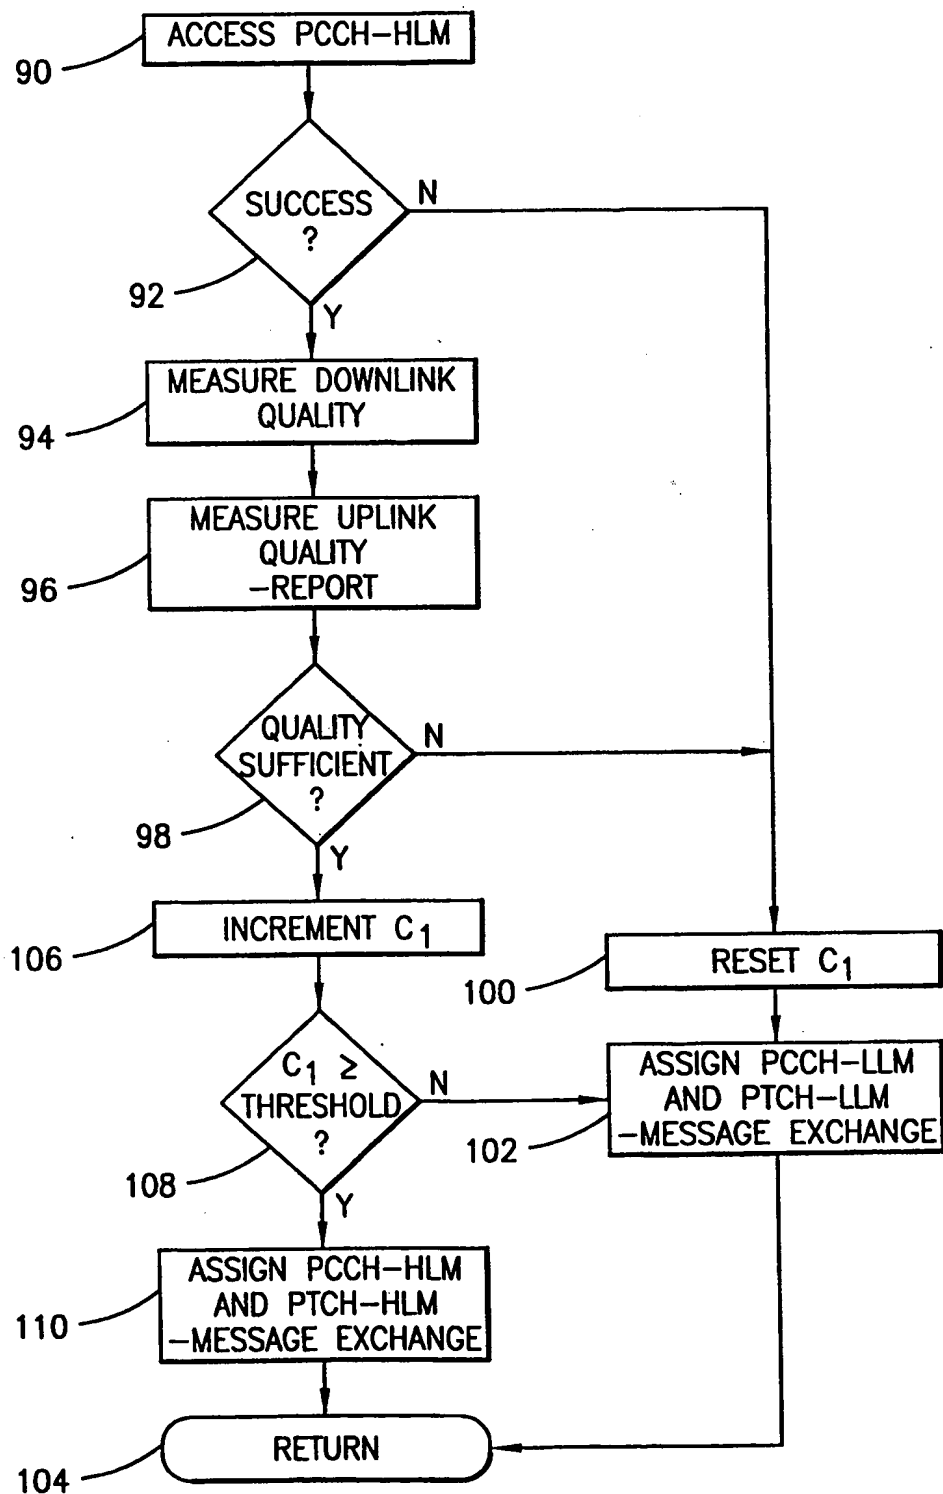 ACCESS PCCH-HLM
90
SUCCESS
?
N
92
Y
MEASURE DOWNLINK
QUALITY
94
MEASURE UPLINK
QUALITY
-REPORT
96
QUALITY
SUFFICIENT
?
N
98
Y
INCREMENT C1
106
RESET C1
100
C1 ≥
THRESHOLD
?
N
108
Y
ASSIGN PCCH-LLM
AND PTCH-LLM
-MESSAGE EXCHANGE
102
ASSIGN PCCH-HLM
AND PTCH-HLM
-MESSAGE EXCHANGE
110
RETURN
104